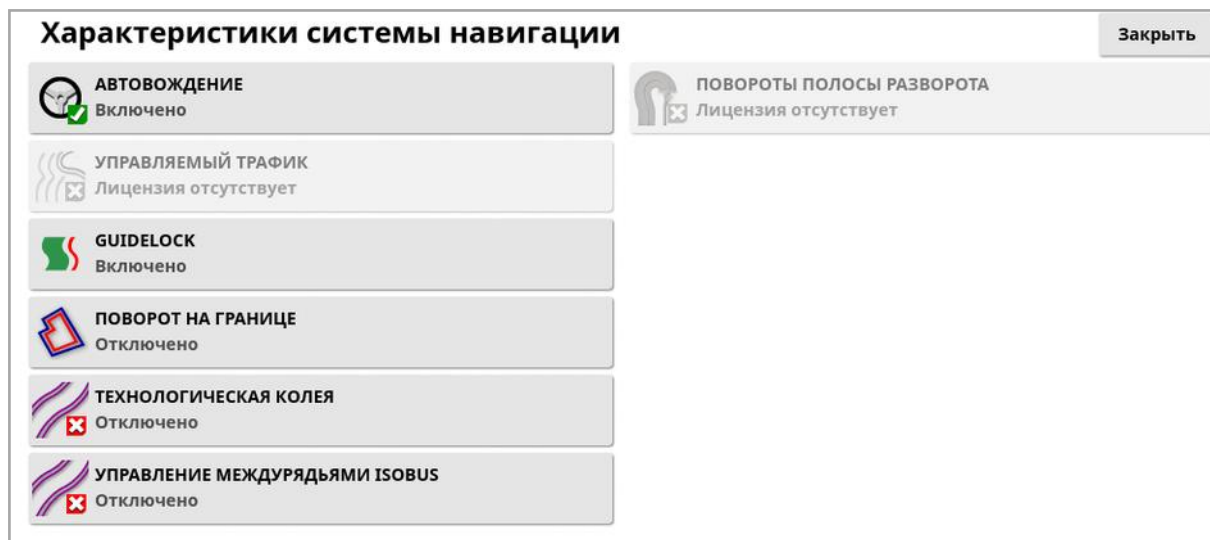 Характеристики системы навигации
Закрыть
АВТОВОЖДЕНИЕ
Включено
УПРАВЛЯЕМЫЙ ТРАФИК
Лицензия отсутствует
GUIDELOCK
Включено
ПОВОРОТ НА ГРАНИЦЕ
Отключено
ТЕХНОЛОГИЧЕСКАЯ КОЛЕЯ
Отключено
УПРАВЛЕНИЕ МЕЖДУРЯДЬЯМИ ISOBUS
Отключено
ПОВОРОТЫ ПОЛОСЫ РАЗВОРОТА
Лицензия отсутствует